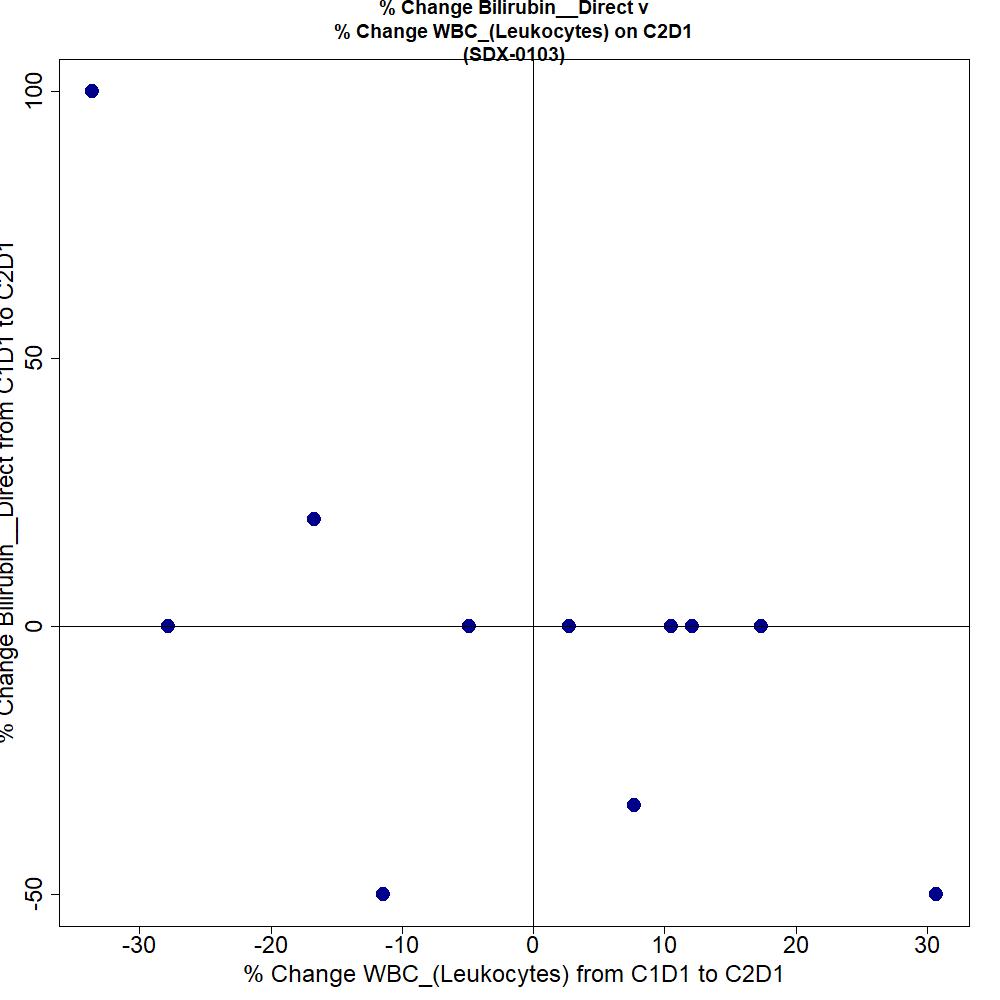 % Change Bilirubin__Direct v
% Change WBC_(Leukocytes) on C2D1
(SDX-0103)
% Change Bilirubin__Direct from C1D1 to C2D1
100
50
0
-50
-30
-20
-10
0
10
20
30
% Change WBC_(Leukocytes) from C1D1 to C2D1